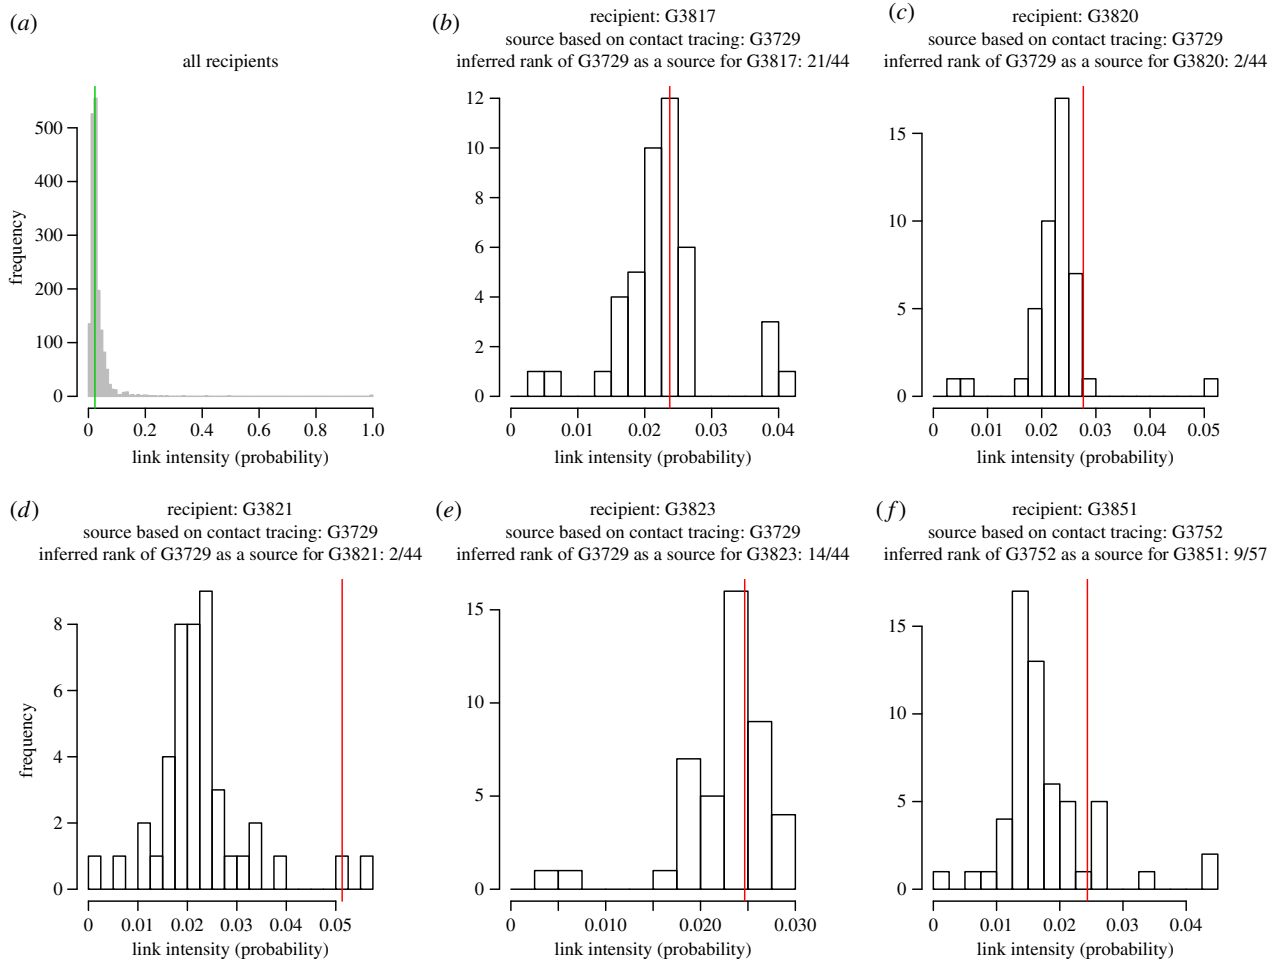 (a)
all recipients
500
400
300
200
100
0
frequency
0 0.2 0.4 0.6 0.8 1.0
link intensity (probability)
(b)
recipient: G3817
source based on contact tracing: G3729
inferred rank of G3729 as a source for G3817: 21/44
12
10
8
6
4
2
0
0 0.01 0.02 0.03 0.04
link intensity (probability)
(c)
recipient: G3820
source based on contact tracing: G3729
inferred rank of G3729 as a source for G3820: 2/44
15
10
5
0
0 0.01 0.02 0.03 0.04 0.05
link intensity (probability)
(d)
recipient: G3821
source based on contact tracing: G3729
inferred rank of G3729 as a source for G3821: 2/44
8
6
4
2
0
frequency
0 0.01 0.02 0.03 0.04 0.05
link intensity (probability)
(e)
recipient: G3823
source based on contact tracing: G3729
inferred rank of G3729 as a source for G3823: 14/44
15
10
5
0
0 0.010 0.020 0.030
link intensity (probability)
(f)
recipient: G3851
source based on contact tracing: G3752
inferred rank of G3752 as a source for G3851: 9/57
15
10
5
0
0 0.01 0.02 0.03 0.04
link intensity (probability)